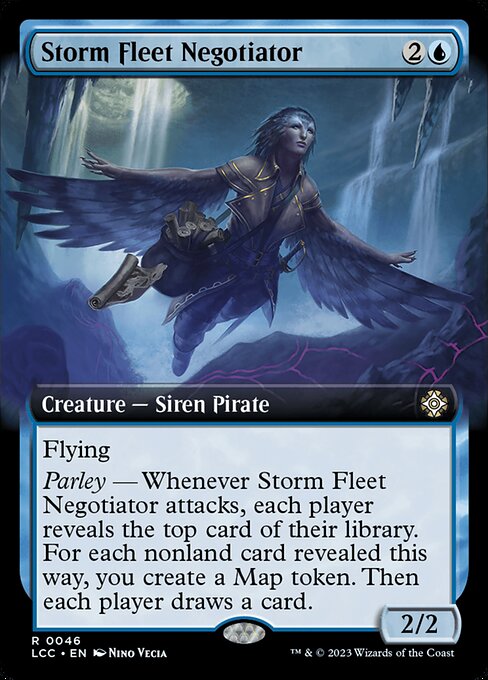 Storm Fleet Negotiator 2
Creature — Siren Pirate
Flying
Parley — Whenever Storm Fleet
Negotiator attacks, each player
reveals the top card of their library.
For each nonland card revealed this
way, you create a Map token. Then
each player draws a card.
2/2
R 0046
LCC • EN Nino Vecia ™ & © 2023 Wizards of the Coast